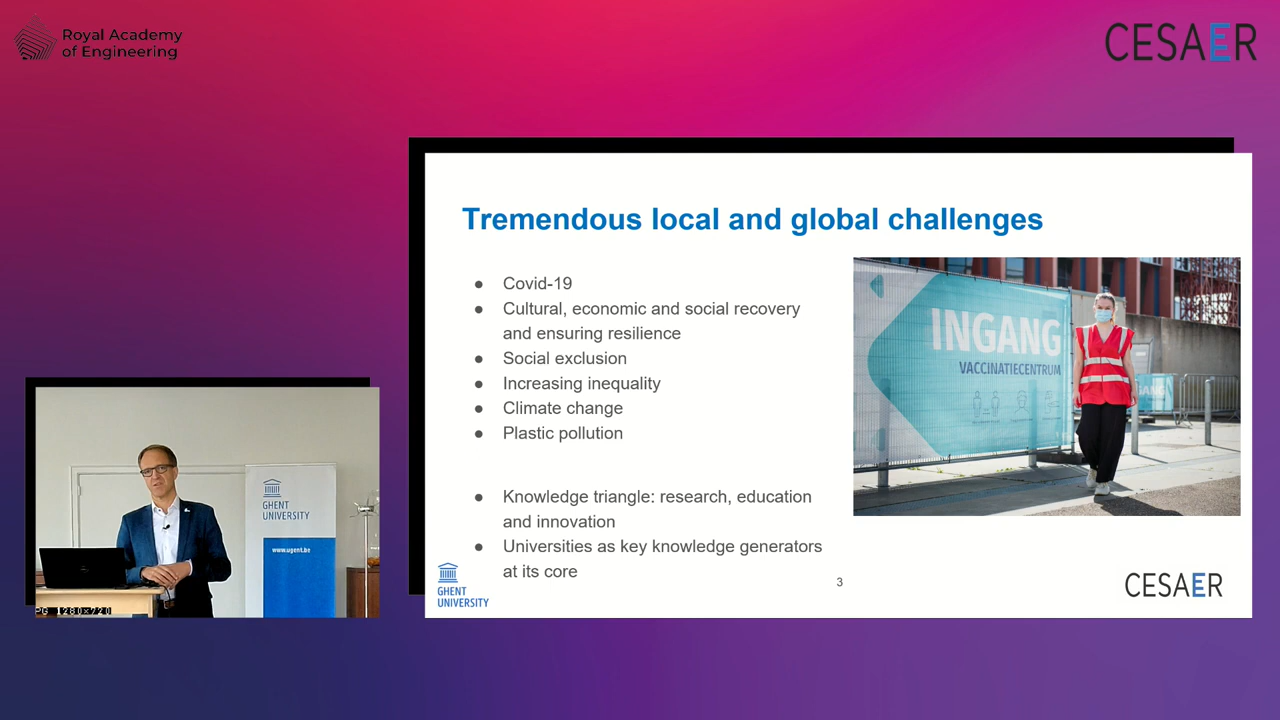 Royal Academy
of Engineering
CESAER
Tremendous local and global challenges
● Covid-19
● Cultural, economic and social recovery
and ensuring resilience
● Social exclusion
● Increasing inequality
● Climate change
● Plastic pollution
● Knowledge triangle: research, education
and innovation
● Universities as key knowledge generators
at its core
INGANG
VACCINATIECENTRUM
INGANG
GHENT
UNIVERSITY
3
CESAER
GHENT
UNIVERSITY
www.ugent.be
PG 1280x720